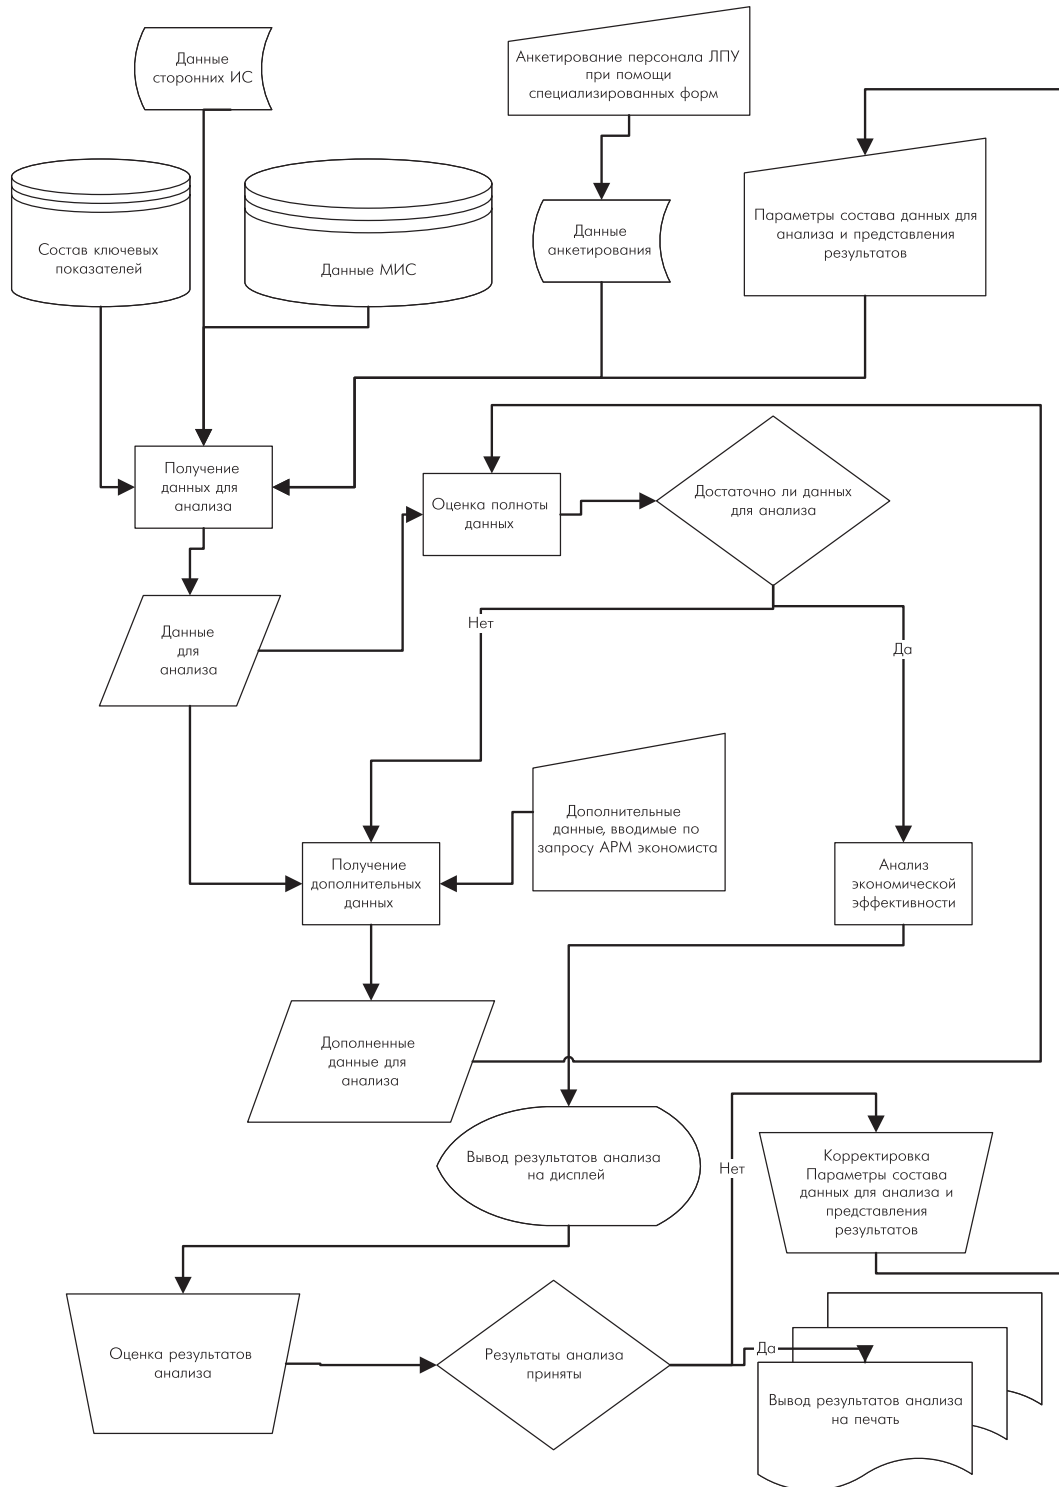 Данные
сторонних ИС
Анкетирование персонала ЛПУ
при помощи
специализированных форм
Состав ключевых
показателей
Данные МИС
Данные
анкетирования
Параметры состава данных для
анализа и представления
результатов
Получение
данных для
анализа
Оценка полноты
данных
Достаточно ли данных
для анализа
Данные
для
анализа
Нет
Да
Дополнительные
данные, вводимые по
запросу АРМ экономиста
Получение
дополнительных
данных
Анализ
экономической
эффективности
Дополненные
данные для
анализа
Вывод результатов анализа
на дисплей
Нет
Корректировка
Параметры состава
данных для анализа и
представления
результатов
Оценка результатов
анализа
Результаты анализа
приняты
Да
Вывод результатов анализа
на печать